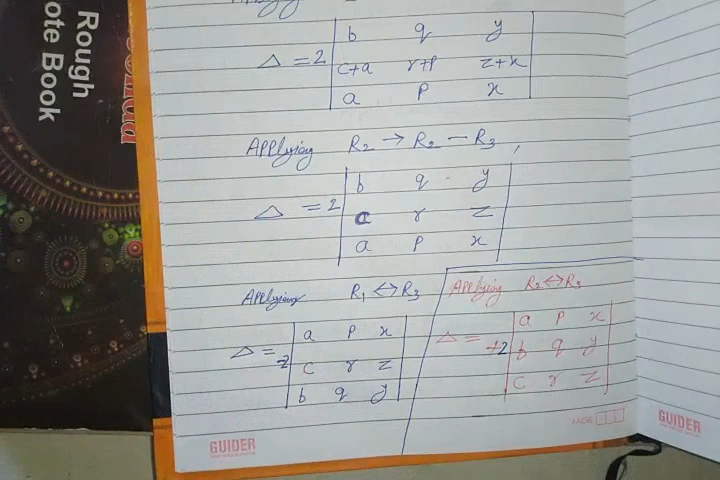 b q y
Δ = 2 c+a r+p z+x
a p x
Applying R2 → R2 - R3,
b q y
Δ = 2 c r z
a p x
Applying R1 ⇔ R3
a p x
Δ = -2 c r z
b q y
Applying R2 ⇔ R3
a p x
Δ = +2 b q y
c r z
PAGE
GUIDER
GUIDER
Rough
ote Book